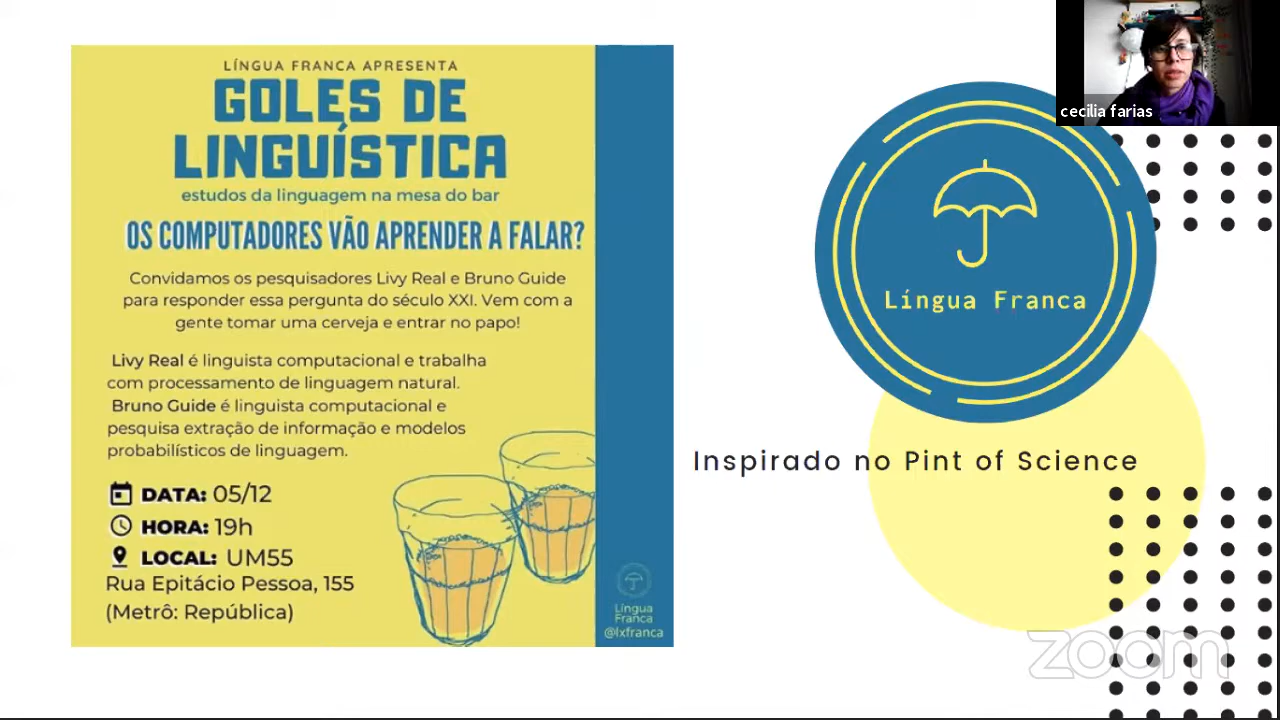 LÍNGUA FRANCA APRESENTA
GOLES DE
LINGUÍSTICA
estudos da linguagem na mesa do bar
OS COMPUTADORES VÃO APRENDER A FALAR?
Convidamos os pesquisadores Livy Real e Bruno Guide
para responder essa pergunta do século XXI. Vem com a
gente tomar uma cerveja e entrar no papo!
Livy Real é linguista computacional e trabalha
com processamento de linguagem natural.
Bruno Guide é linguista computacional e
pesquisa extração de informação e modelos
probabilísticos de linguagem.
DATA: 05/12
HORA: 19h
LOCAL: UM55
Rua Epitácio Pessoa, 155
(Metrô: República)
Língua
Franca
@lxfranca
cecilia farias
Língua Franca
Inspirado no Pint of Science
zoom